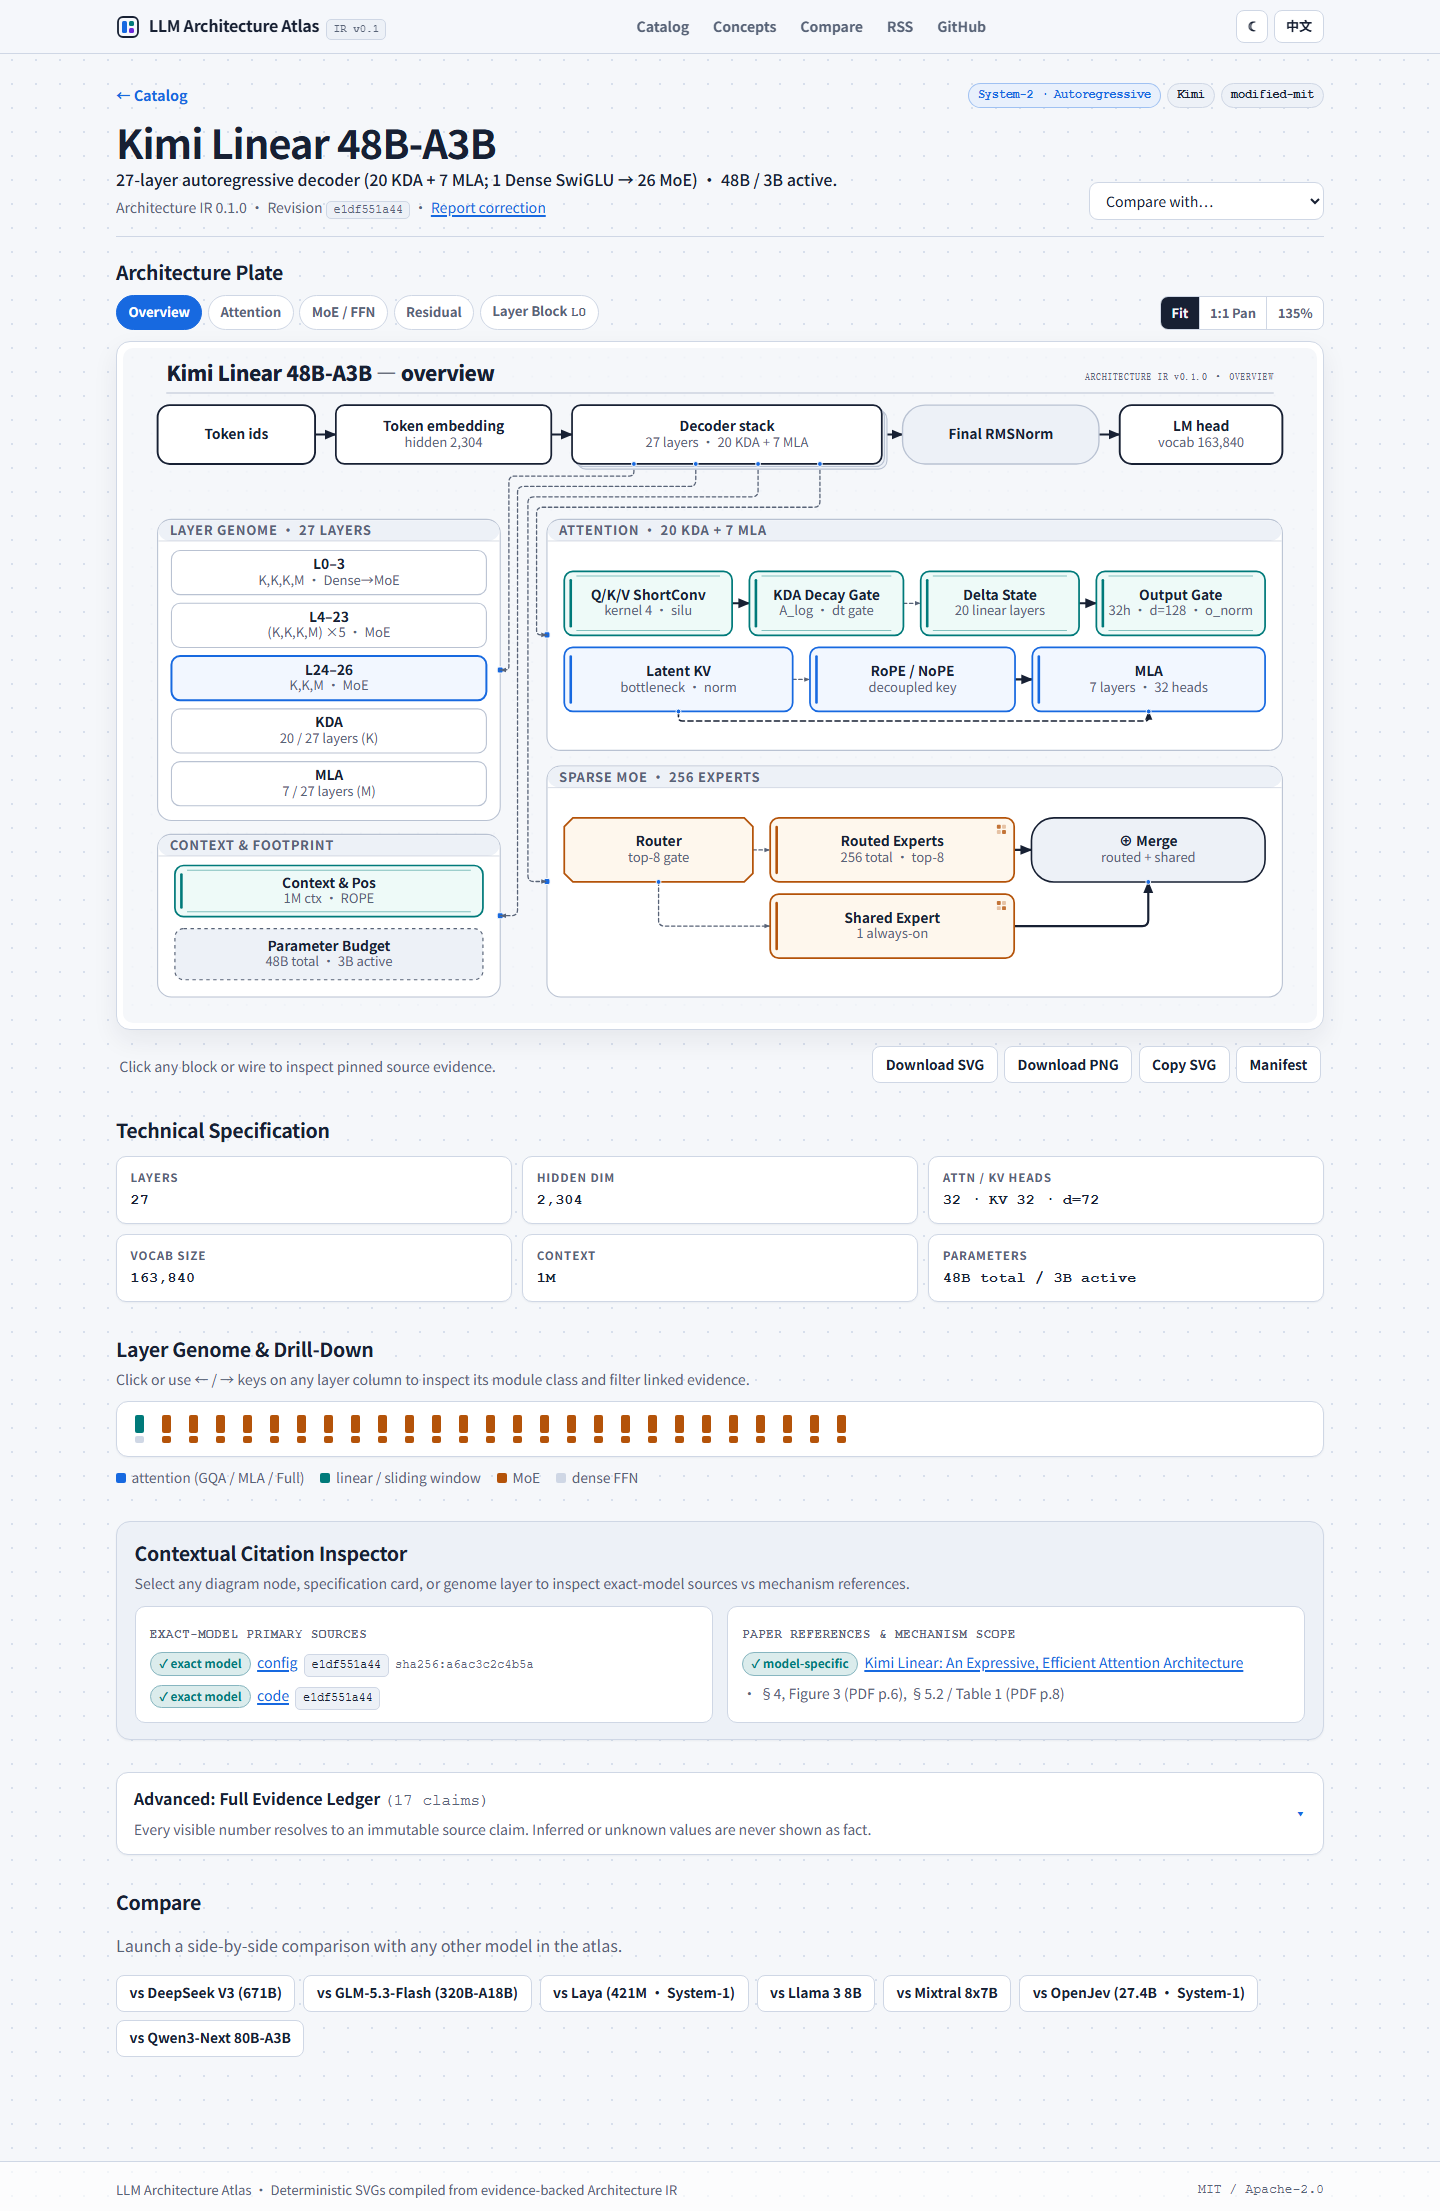 LLM Architecture Atlas IR v0.1 Catalog Concepts Compare RSS GitHub ☾ 中文
← Catalog System-2 · Autoregressive Kimi modified-mit
Kimi Linear 48B-A3B
27-layer autoregressive decoder (20 KDA + 7 MLA; 1 Dense SwiGLU → 26 MoE) • 48B / 3B active.
Architecture IR 0.1.0 • Revision e1df551a44 • Report correction
Compare with...
Architecture Plate
Overview Attention MoE / FFN Residual Layer Block L0 Fit 1:1 Pan 135%
Kimi Linear 48B-A3B — overview ARCHITECTURE IR v0.1.0 • OVERVIEW
Token ids
Token embedding
hidden 2,304
Decoder stack
27 layers • 20 KDA + 7 MLA
Final RMSNorm
LM head
vocab 163,840
LAYER GENOME • 27 LAYERS
L0–3
K,K,K,M • Dense→MoE
L4–23
(K,K,K,M) ×5 • MoE
L24–26
K,K,M • MoE
KDA
20 / 27 layers (K)
MLA
7 / 27 layers (M)
CONTEXT & FOOTPRINT
Context & Pos
1M ctx • ROPE
Parameter Budget
48B total • 3B active
ATTENTION • 20 KDA + 7 MLA
Q/K/V ShortConv
kernel 4 • silu
KDA Decay Gate
A_log • dt gate
Delta State
20 linear layers
Output Gate
32h • d=128 • o_norm
Latent KV
bottleneck • norm
RoPE / NoPE
decoupled key
MLA
7 layers • 32 heads
SPARSE MOE • 256 EXPERTS
Router
top-8 gate
Routed Experts
256 total • top-8
⊕ Merge
routed + shared
Shared Expert
1 always-on
Click any block or wire to inspect pinned source evidence.
Download SVG Download PNG Copy SVG Manifest
Technical Specification
LAYERS
27
HIDDEN DIM
2,304
ATTN / KV HEADS
32 · KV 32 · d=72
VOCAB SIZE
163,840
CONTEXT
1M
PARAMETERS
48B total / 3B active
Layer Genome & Drill-Down
Click or use ← / → keys on any layer column to inspect its module class and filter linked evidence.
attention (GQA / MLA / Full) linear / sliding window MoE dense FFN
Contextual Citation Inspector
Select any diagram node, specification card, or genome layer to inspect exact-model sources vs mechanism references.
EXACT-MODEL PRIMARY SOURCES
✓ exact model config e1df551a44 sha256:a6ac3c2c4b5a
✓ exact model code e1df551a44
PAPER REFERENCES & MECHANISM SCOPE
✓ model-specific Kimi Linear: An Expressive, Efficient Attention Architecture
• § 4, Figure 3 (PDF p.6), § 5.2 / Table 1 (PDF p.8)
Advanced: Full Evidence Ledger (17 claims)
Every visible number resolves to an immutable source claim. Inferred or unknown values are never shown as fact.
Compare
Launch a side-by-side comparison with any other model in the atlas.
vs DeepSeek V3 (671B) vs GLM-5.3-Flash (320B-A18B) vs Laya (421M • System-1) vs Llama 3 8B vs Mixtral 8x7B vs OpenJev (27.4B • System-1)
vs Qwen3-Next 80B-A3B
LLM Architecture Atlas • Deterministic SVGs compiled from evidence-backed Architecture IR MIT / Apache-2.0